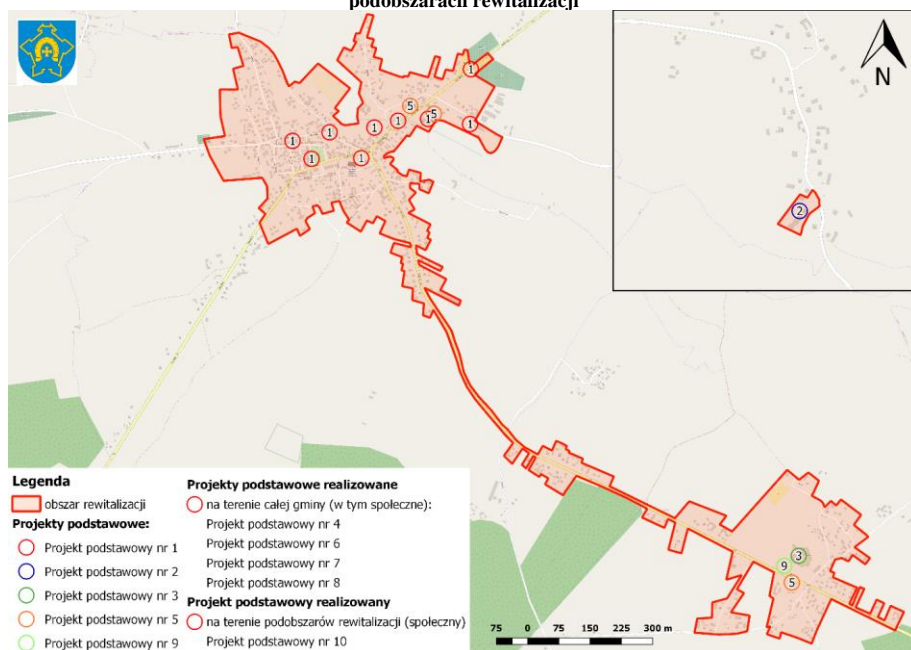 podobszarach rewitalizacji
1
5
1
5
1
1
1
1
1
1
1
N
2
3
9
5
Legenda
obszar rewitalizacji
Projekty podstawowe:
Projekt podstawowy nr 1
Projekt podstawowy nr 2
Projekt podstawowy nr 3
Projekt podstawowy nr 5
Projekt podstawowy nr 9
Projekty podstawowe realizowane
na terenie całej gminy (w tym społeczne):
Projekt podstawowy nr 4
Projekt podstawowy nr 6
Projekt podstawowy nr 7
Projekt podstawowy nr 8
Projekt podstawowy realizowany
na terenie podobszarów rewitalizacji (społeczny)
Projekt podstawowy nr 10
75 0 75 150 225 300 m